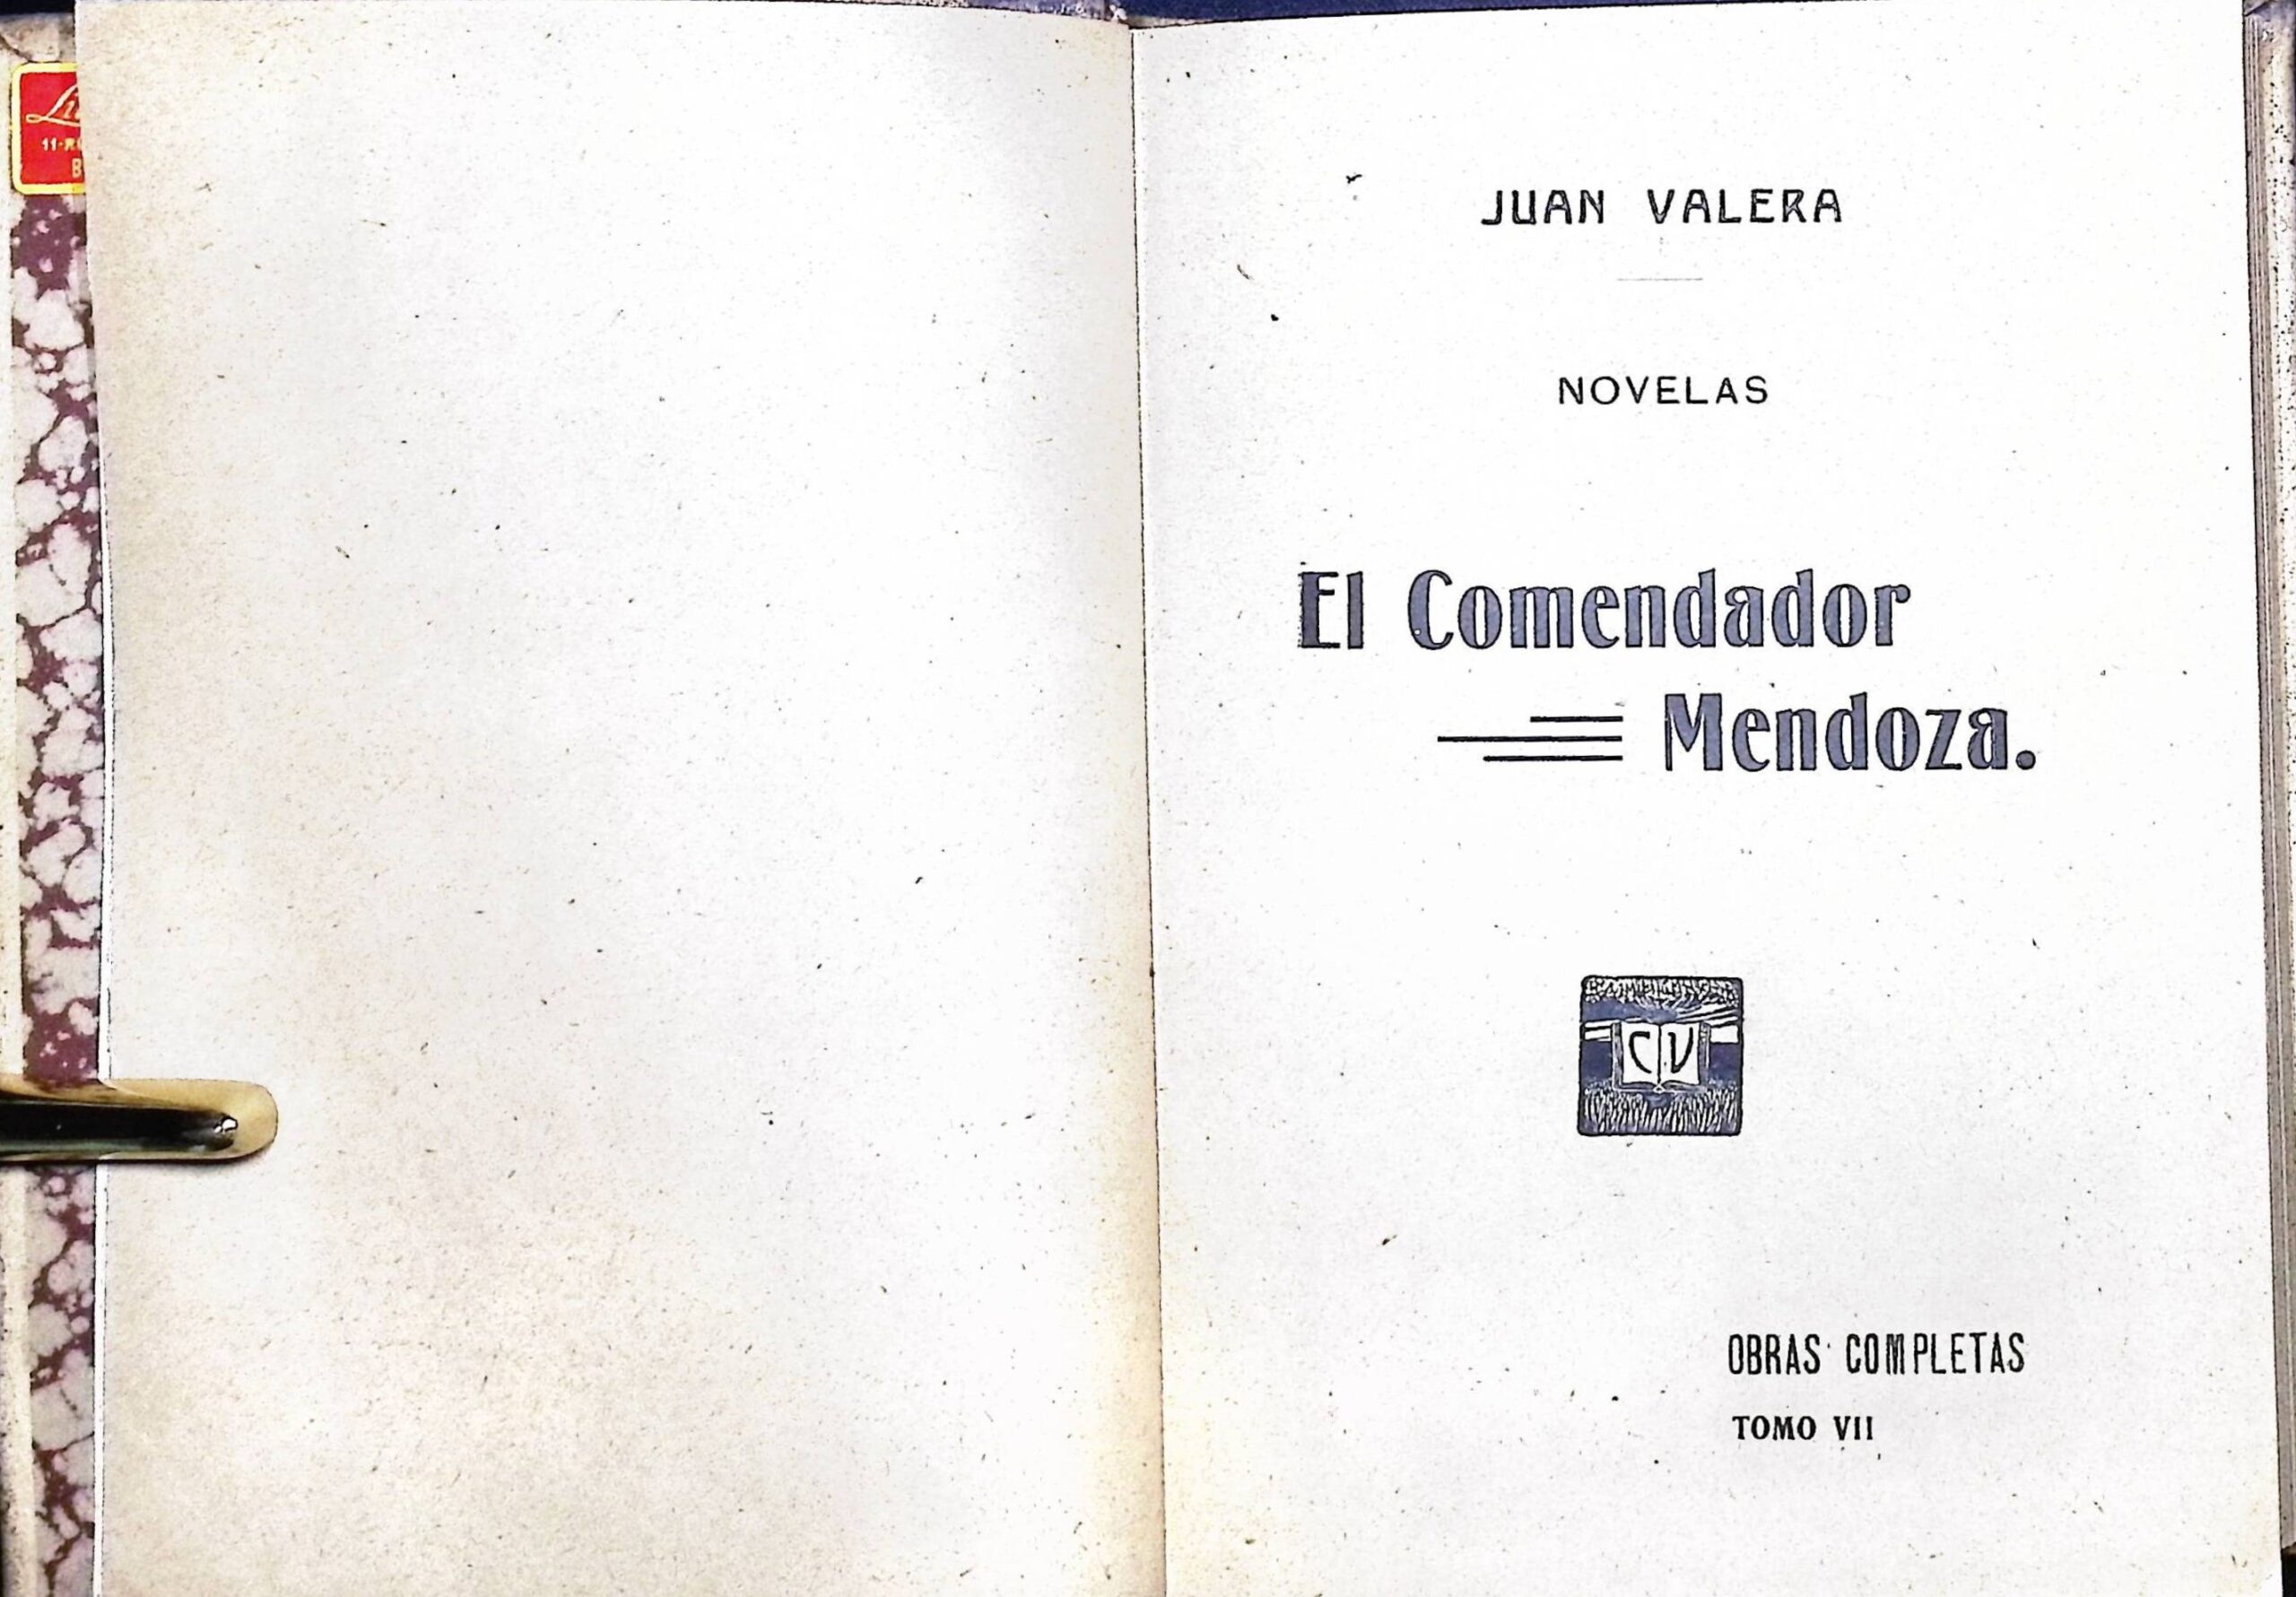 JUAN VALERA
NOVELAS
El Comendador
Mendoza.
CV
OBRAS COMPLETAS
TOMO VII